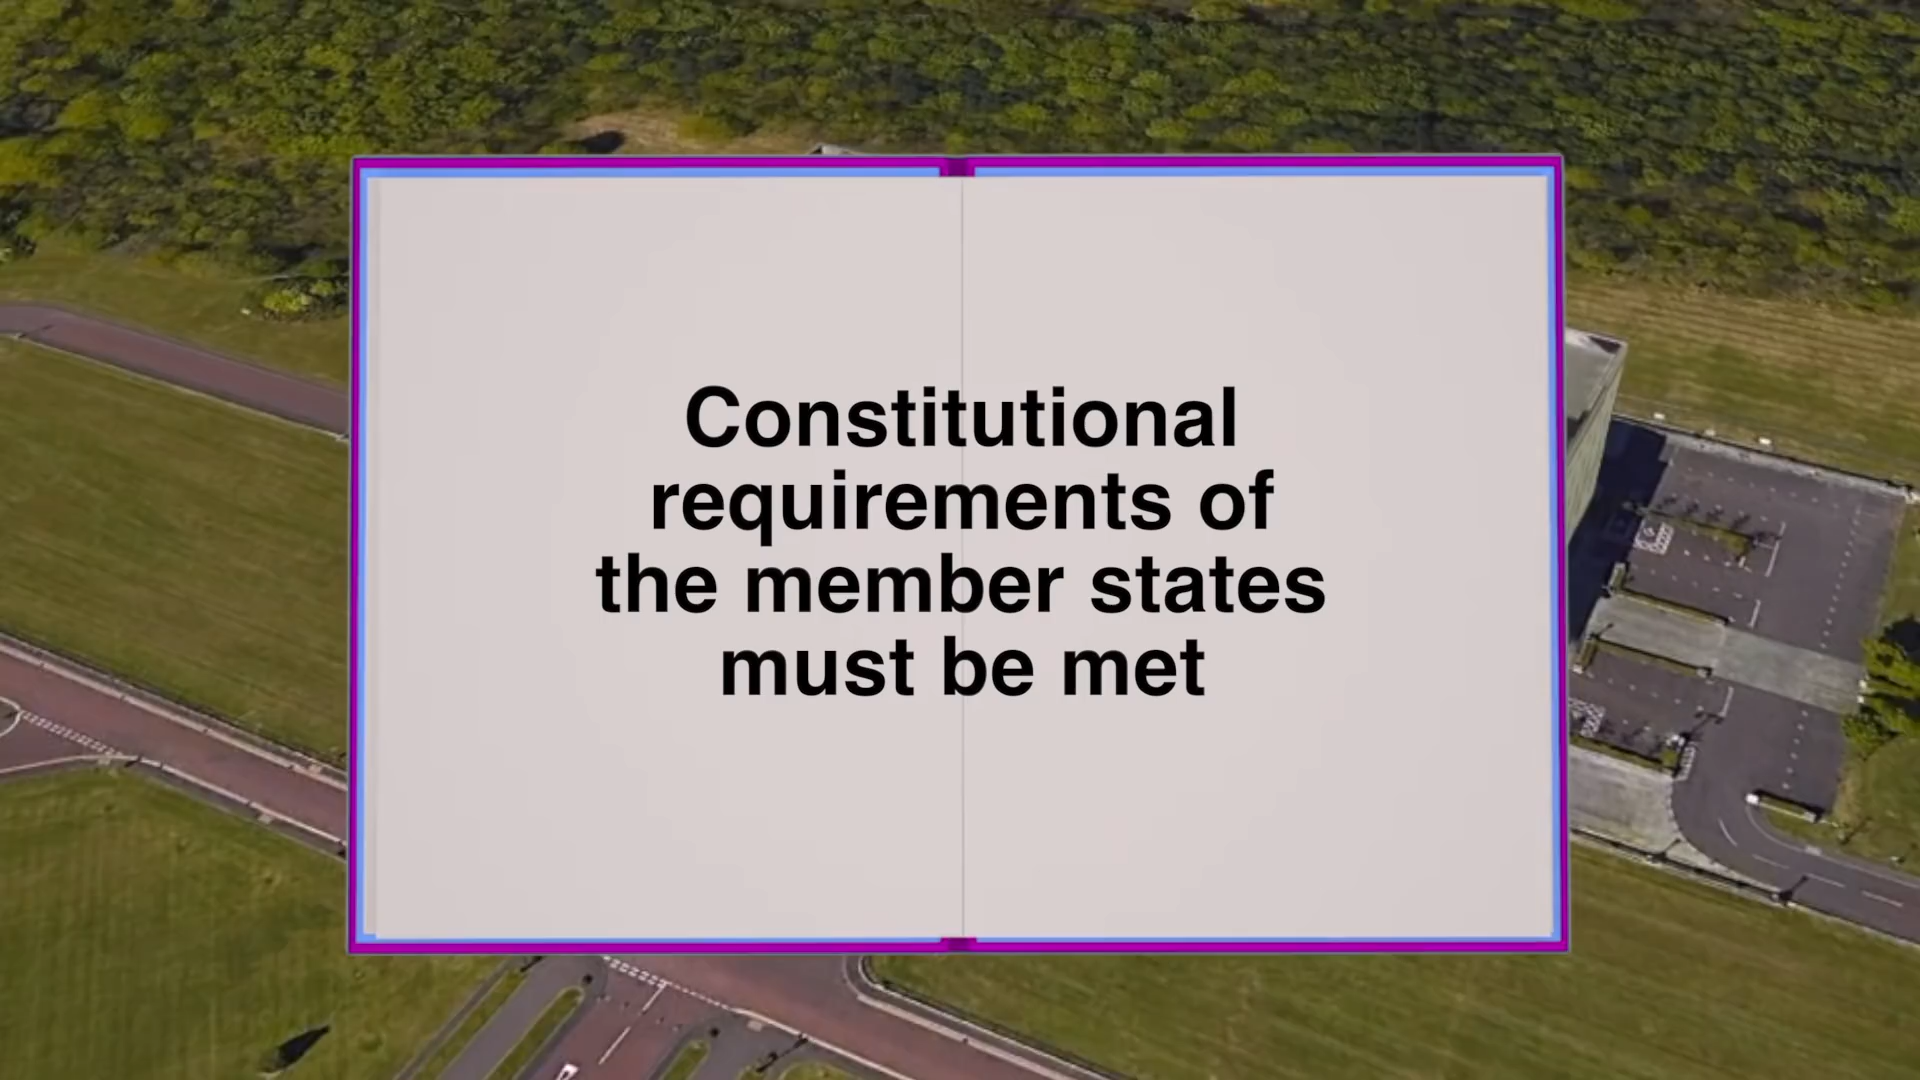 Constitutional
requirements of
the member states
must be met